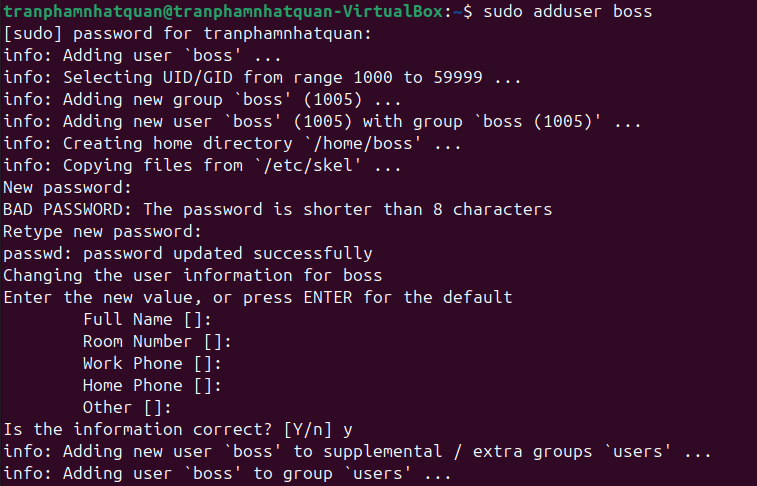 tranphamnhatquan@tranphamnhatquan-VirtualBox:~$ sudo adduser boss
[sudo] password for tranphamnhatquan:
info: Adding user `boss' ...
info: Selecting UID/GID from range 1000 to 59999 ...
info: Adding new group `boss' (1005) ...
info: Adding new user `boss' (1005) with group `boss (1005)' ...
info: Creating home directory `/home/boss' ...
info: Copying files from `/etc/skel' ...
New password:
BAD PASSWORD: The password is shorter than 8 characters
Retype new password:
passwd: password updated successfully
Changing the user information for boss
Enter the new value, or press ENTER for the default
        Full Name []:
        Room Number []:
        Work Phone []:
        Home Phone []:
        Other []:
Is the information correct? [Y/n] y
info: Adding new user `boss' to supplemental / extra groups `users' ...
info: Adding user `boss' to group `users' ...